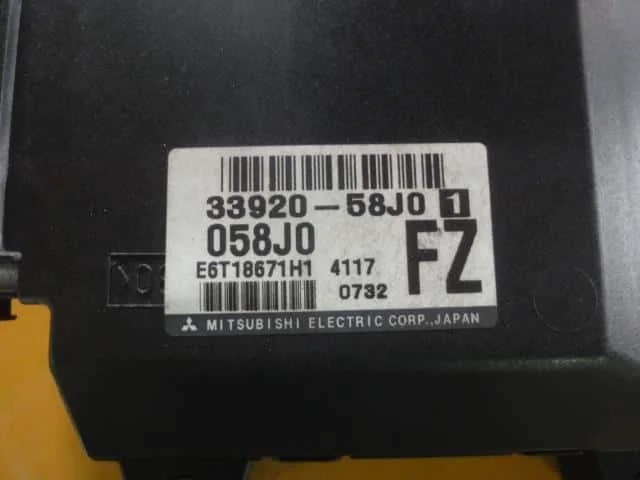 33920-58J0 1
058J0 FZ
E6T18671H1 4117
0732
MITSUBISHI ELECTRIC CORP.,JAPAN